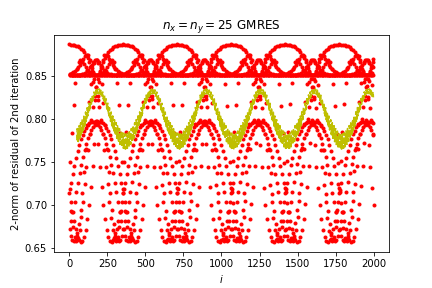 n_x = n_y = 25 GMRES
2-norm of residual of 2nd iteration
0.85
0.80
0.75
0.70
0.65
0 250 500 750 1000 1250 1500 1750 2000
i